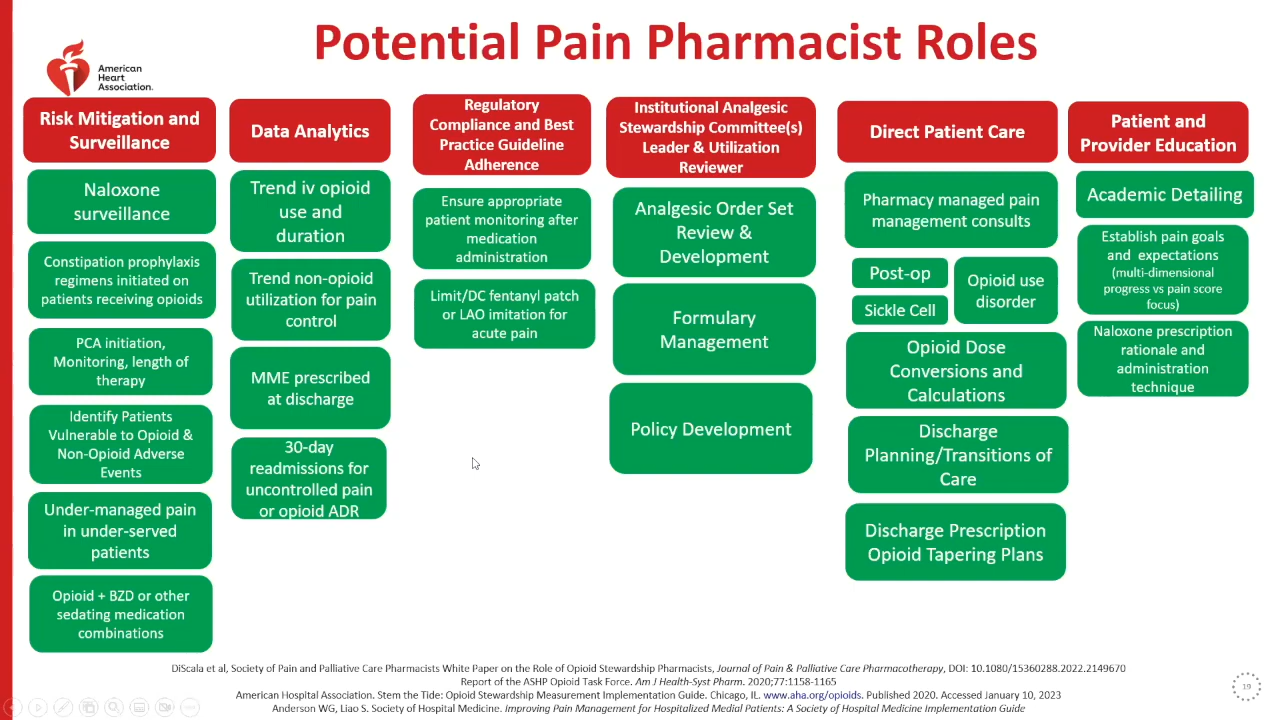 Potential Pain Pharmacist Roles
American
Heart
Association.
Risk Mitigation and
Surveillance
Naloxone
surveillance
Constipation prophylaxis
regimens initiated on
patients receiving opioids
PCA initiation,
Monitoring, length of
therapy
Identify Patients
Vulnerable to Opioid &
Non-Opioid Adverse
Events
Under-managed pain
in under-served
patients
Opioid + BZD or other
sedating medication
combinations
Data Analytics
Trend iv opioid
use and
duration
Trend non-opioid
utilization for pain
control
MME prescribed
at discharge
30-day
readmissions for
uncontrolled pain
or opioid ADR
Regulatory
Compliance and Best
Practice Guideline
Adherence
Ensure appropriate
patient monitoring after
medication
administration
Limit/DC fentanyl patch
or LAO imitation for
acute pain
Institutional Analgesic
Stewardship Committee(s)
Leader & Utilization
Reviewer
Analgesic Order Set
Review &
Development
Formulary
Management
Policy Development
Direct Patient Care
Pharmacy managed pain
management consults
Post-op
Sickle Cell
Opioid use
disorder
Opioid Dose
Conversions and
Calculations
Discharge
Planning/Transitions of
Care
Discharge Prescription
Opioid Tapering Plans
Patient and
Provider Education
Academic Detailing
Establish pain goals
and expectations
(multi-dimensional
progress vs pain score
focus)
Naloxone prescription
rationale and
administration
technique
DiScala et al, Society of Pain and Palliative Care Pharmacists White Paper on the Role of Opioid Stewardship Pharmacists, Journal of Pain & Palliative Care Pharmacotherapy, DOI: 10.1080/15360288.2022.2149670
Report of the ASHP Opioid Task Force. Am J Health-Syst Pharm. 2020;77:1158-1165
American Hospital Association. Stem the Tide: Opioid Stewardship Measurement Implementation Guide. Chicago, IL. www.aha.org/opioids. Published 2020. Accessed January 10, 2023
Anderson WG, Liao S. Society of Hospital Medicine. Improving Pain Management for Hospitalized Medial Patients: A Society of Hospital Medicine Implementation Guide
19